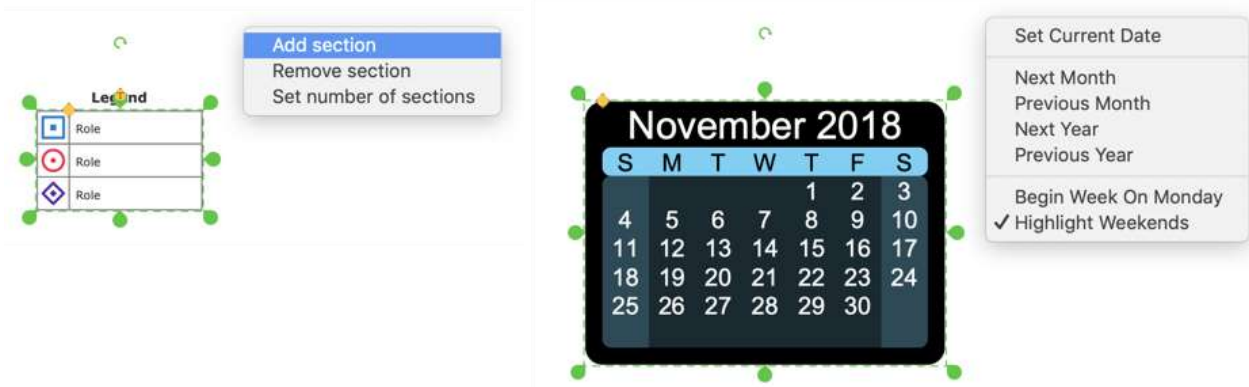 Add section
Remove section
Set number of sections
Legend
Role
Role
Role
November 2018
S M T W T F S
1 2 3
4 5 6 7 8 9 10
11 12 13 14 15 16 17
18 19 20 21 22 23 24
25 26 27 28 29 30
Set Current Date
Next Month
Previous Month
Next Year
Previous Year
Begin Week On Monday
✓ Highlight Weekends